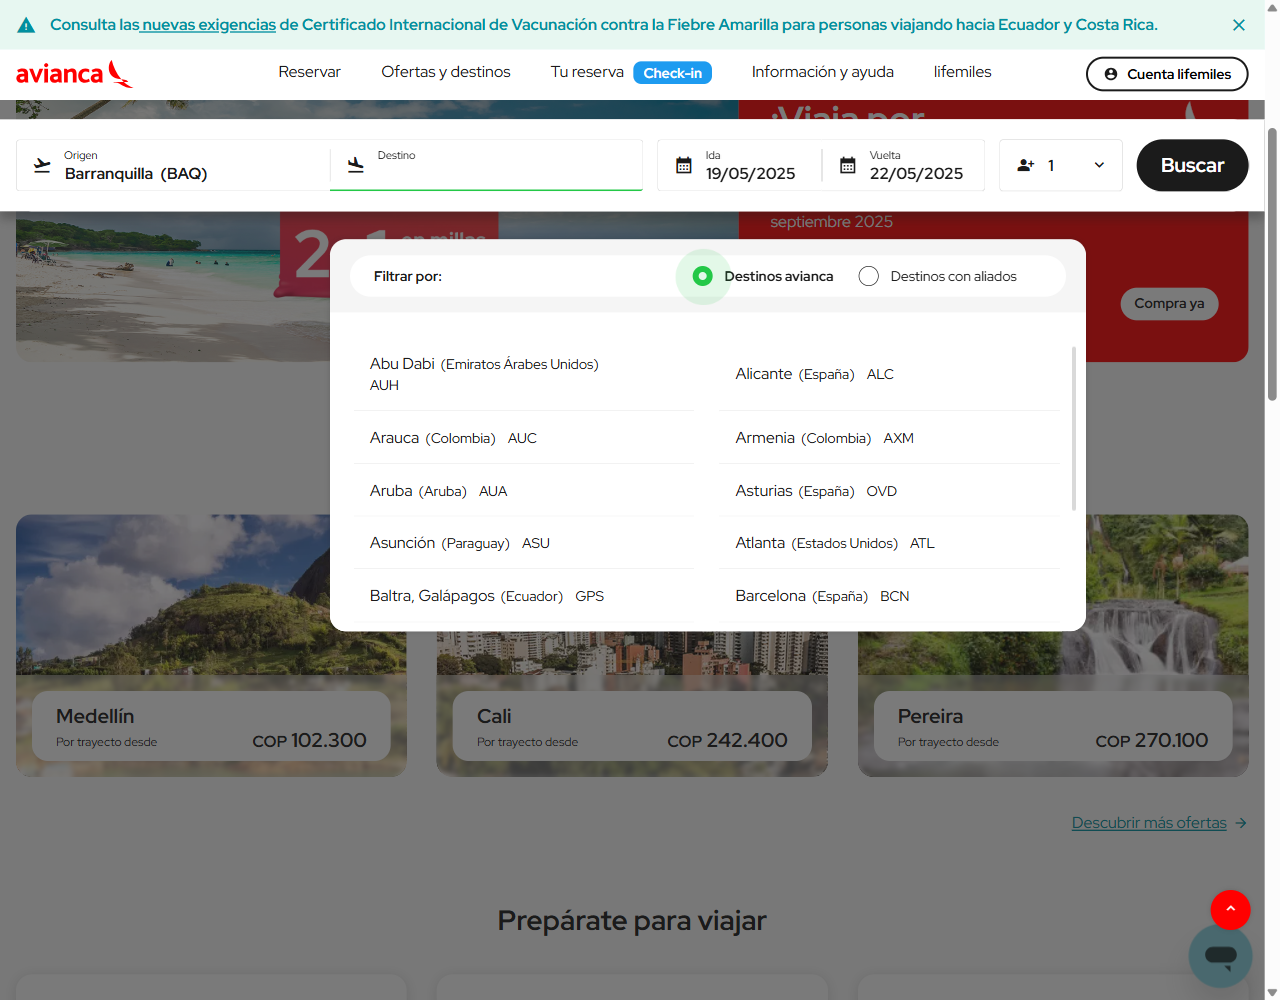 Consulta las nuevas exigencias de Certificado Internacional de Vacunación contra la Fiebre Amarilla para personas viajando hacia Ecuador y Costa Rica.
avianca
Reservar
Ofertas y destinos
Tu reserva
Check-in
Información y ayuda
lifemiles
Cuenta lifemiles
¡Viaja por
Origen
Barranquilla (BAQ)
Destino
Ida
19/05/2025
Vuelta
22/05/2025
1
Buscar
septiembre 2025
en millas
Compra ya
Filtrar por:
Destinos avianca
Destinos con aliados
Abu Dabi (Emiratos Árabes Unidos)
AUH
Alicante (España) ALC
Arauca (Colombia) AUC
Armenia (Colombia) AXM
Aruba (Aruba) AUA
Asturias (España) OVD
Asunción (Paraguay) ASU
Atlanta (Estados Unidos) ATL
Baltra, Galápagos (Ecuador) GPS
Barcelona (España) BCN
Medellín
Por trayecto desde
COP 102.300
Cali
Por trayecto desde
COP 242.400
Pereira
Por trayecto desde
COP 270.100
Descubrir más ofertas
Prepárate para viajar